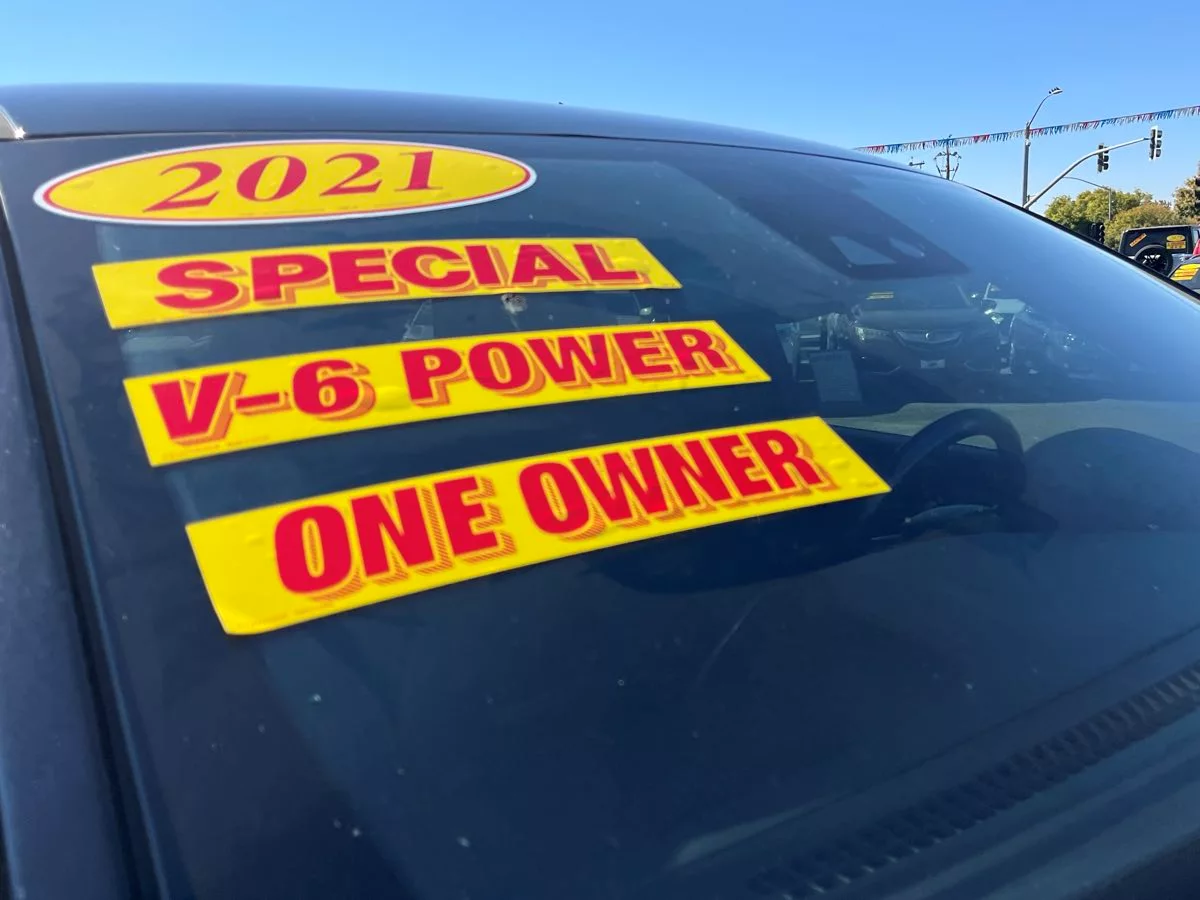 2021
SPECIAL
V-6 POWER
ONE OWNER